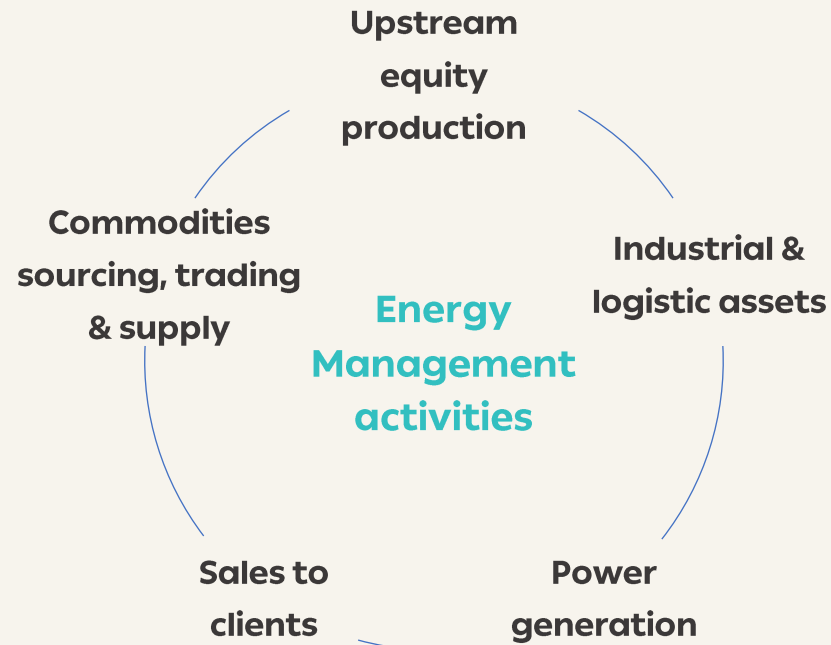 Upstream
equity
production
Commodities
sourcing, trading
& supply
Industrial &
logistic assets
Energy
Management
activities
Sales to
clients
Power
generation